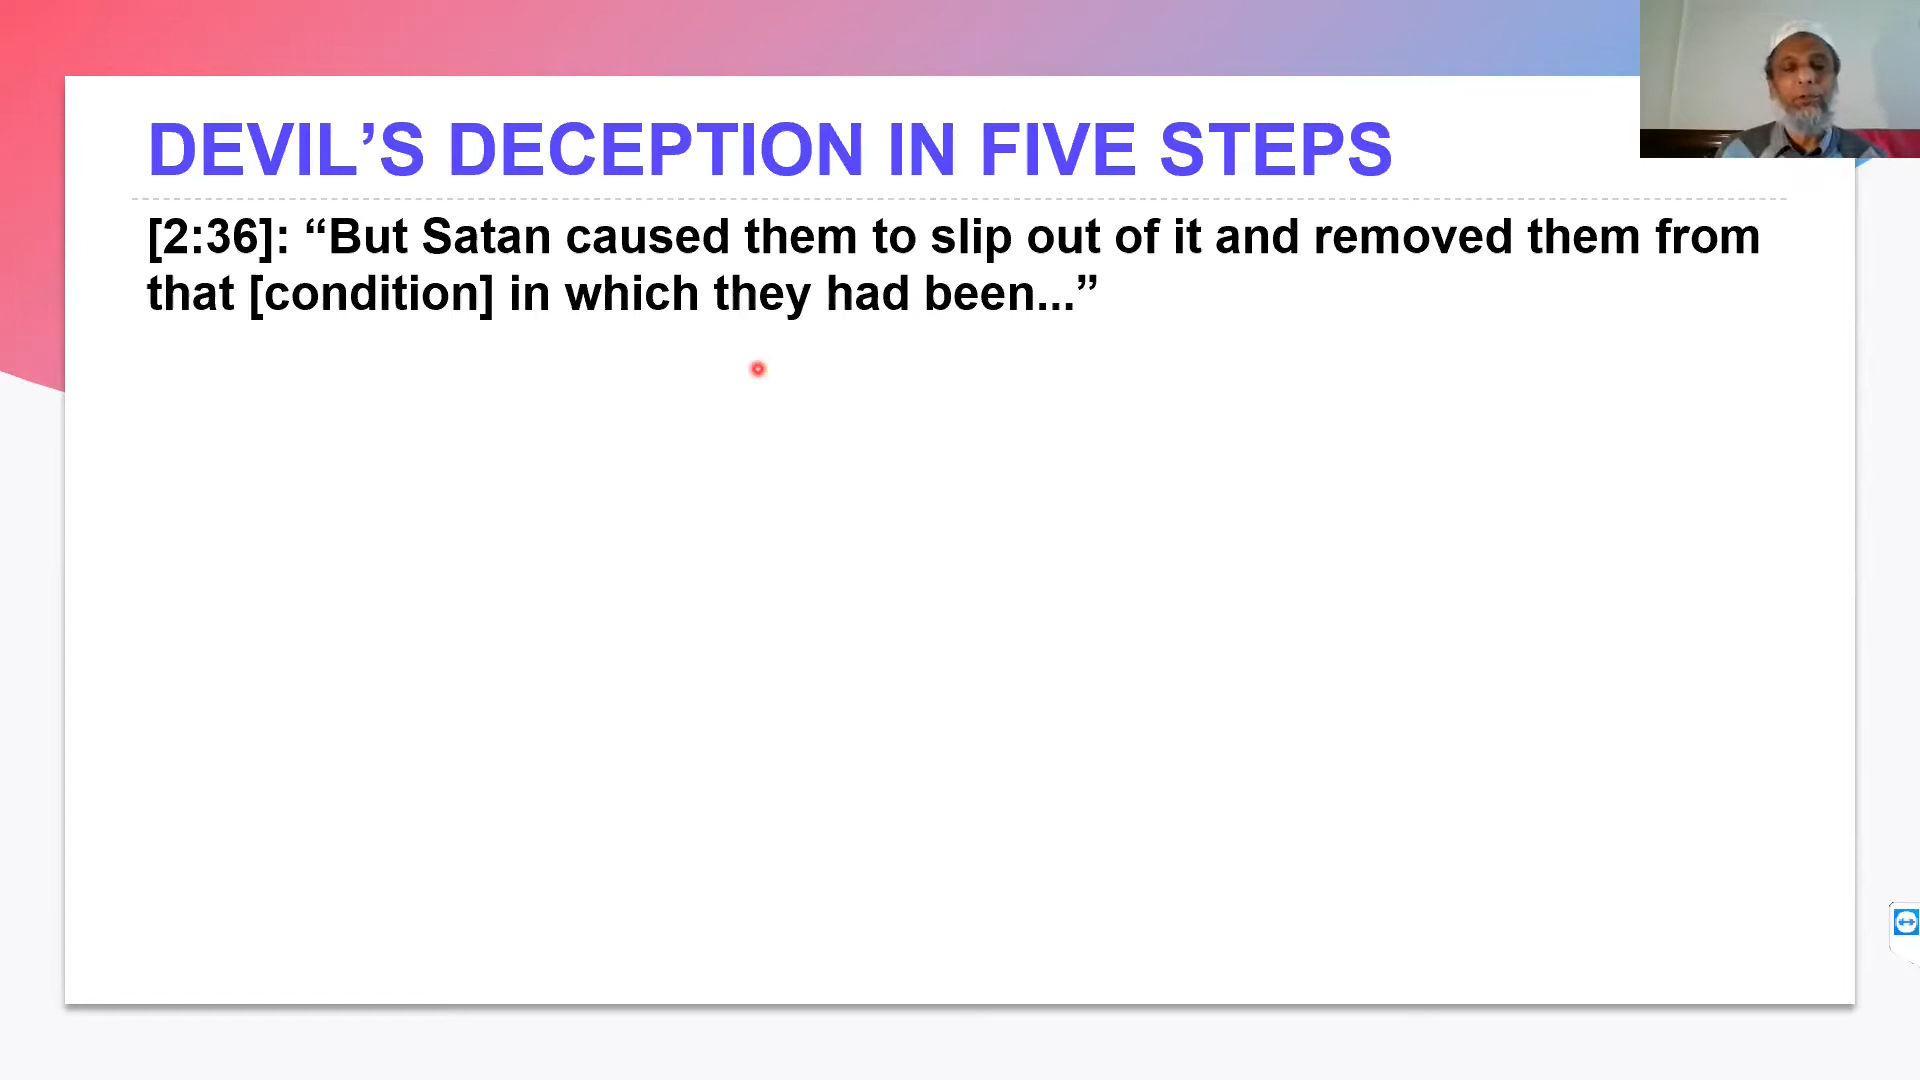 DEVIL’S DECEPTION IN FIVE STEPS
[2:36]: “But Satan caused them to slip out of it and removed them from
that [condition] in which they had been...”